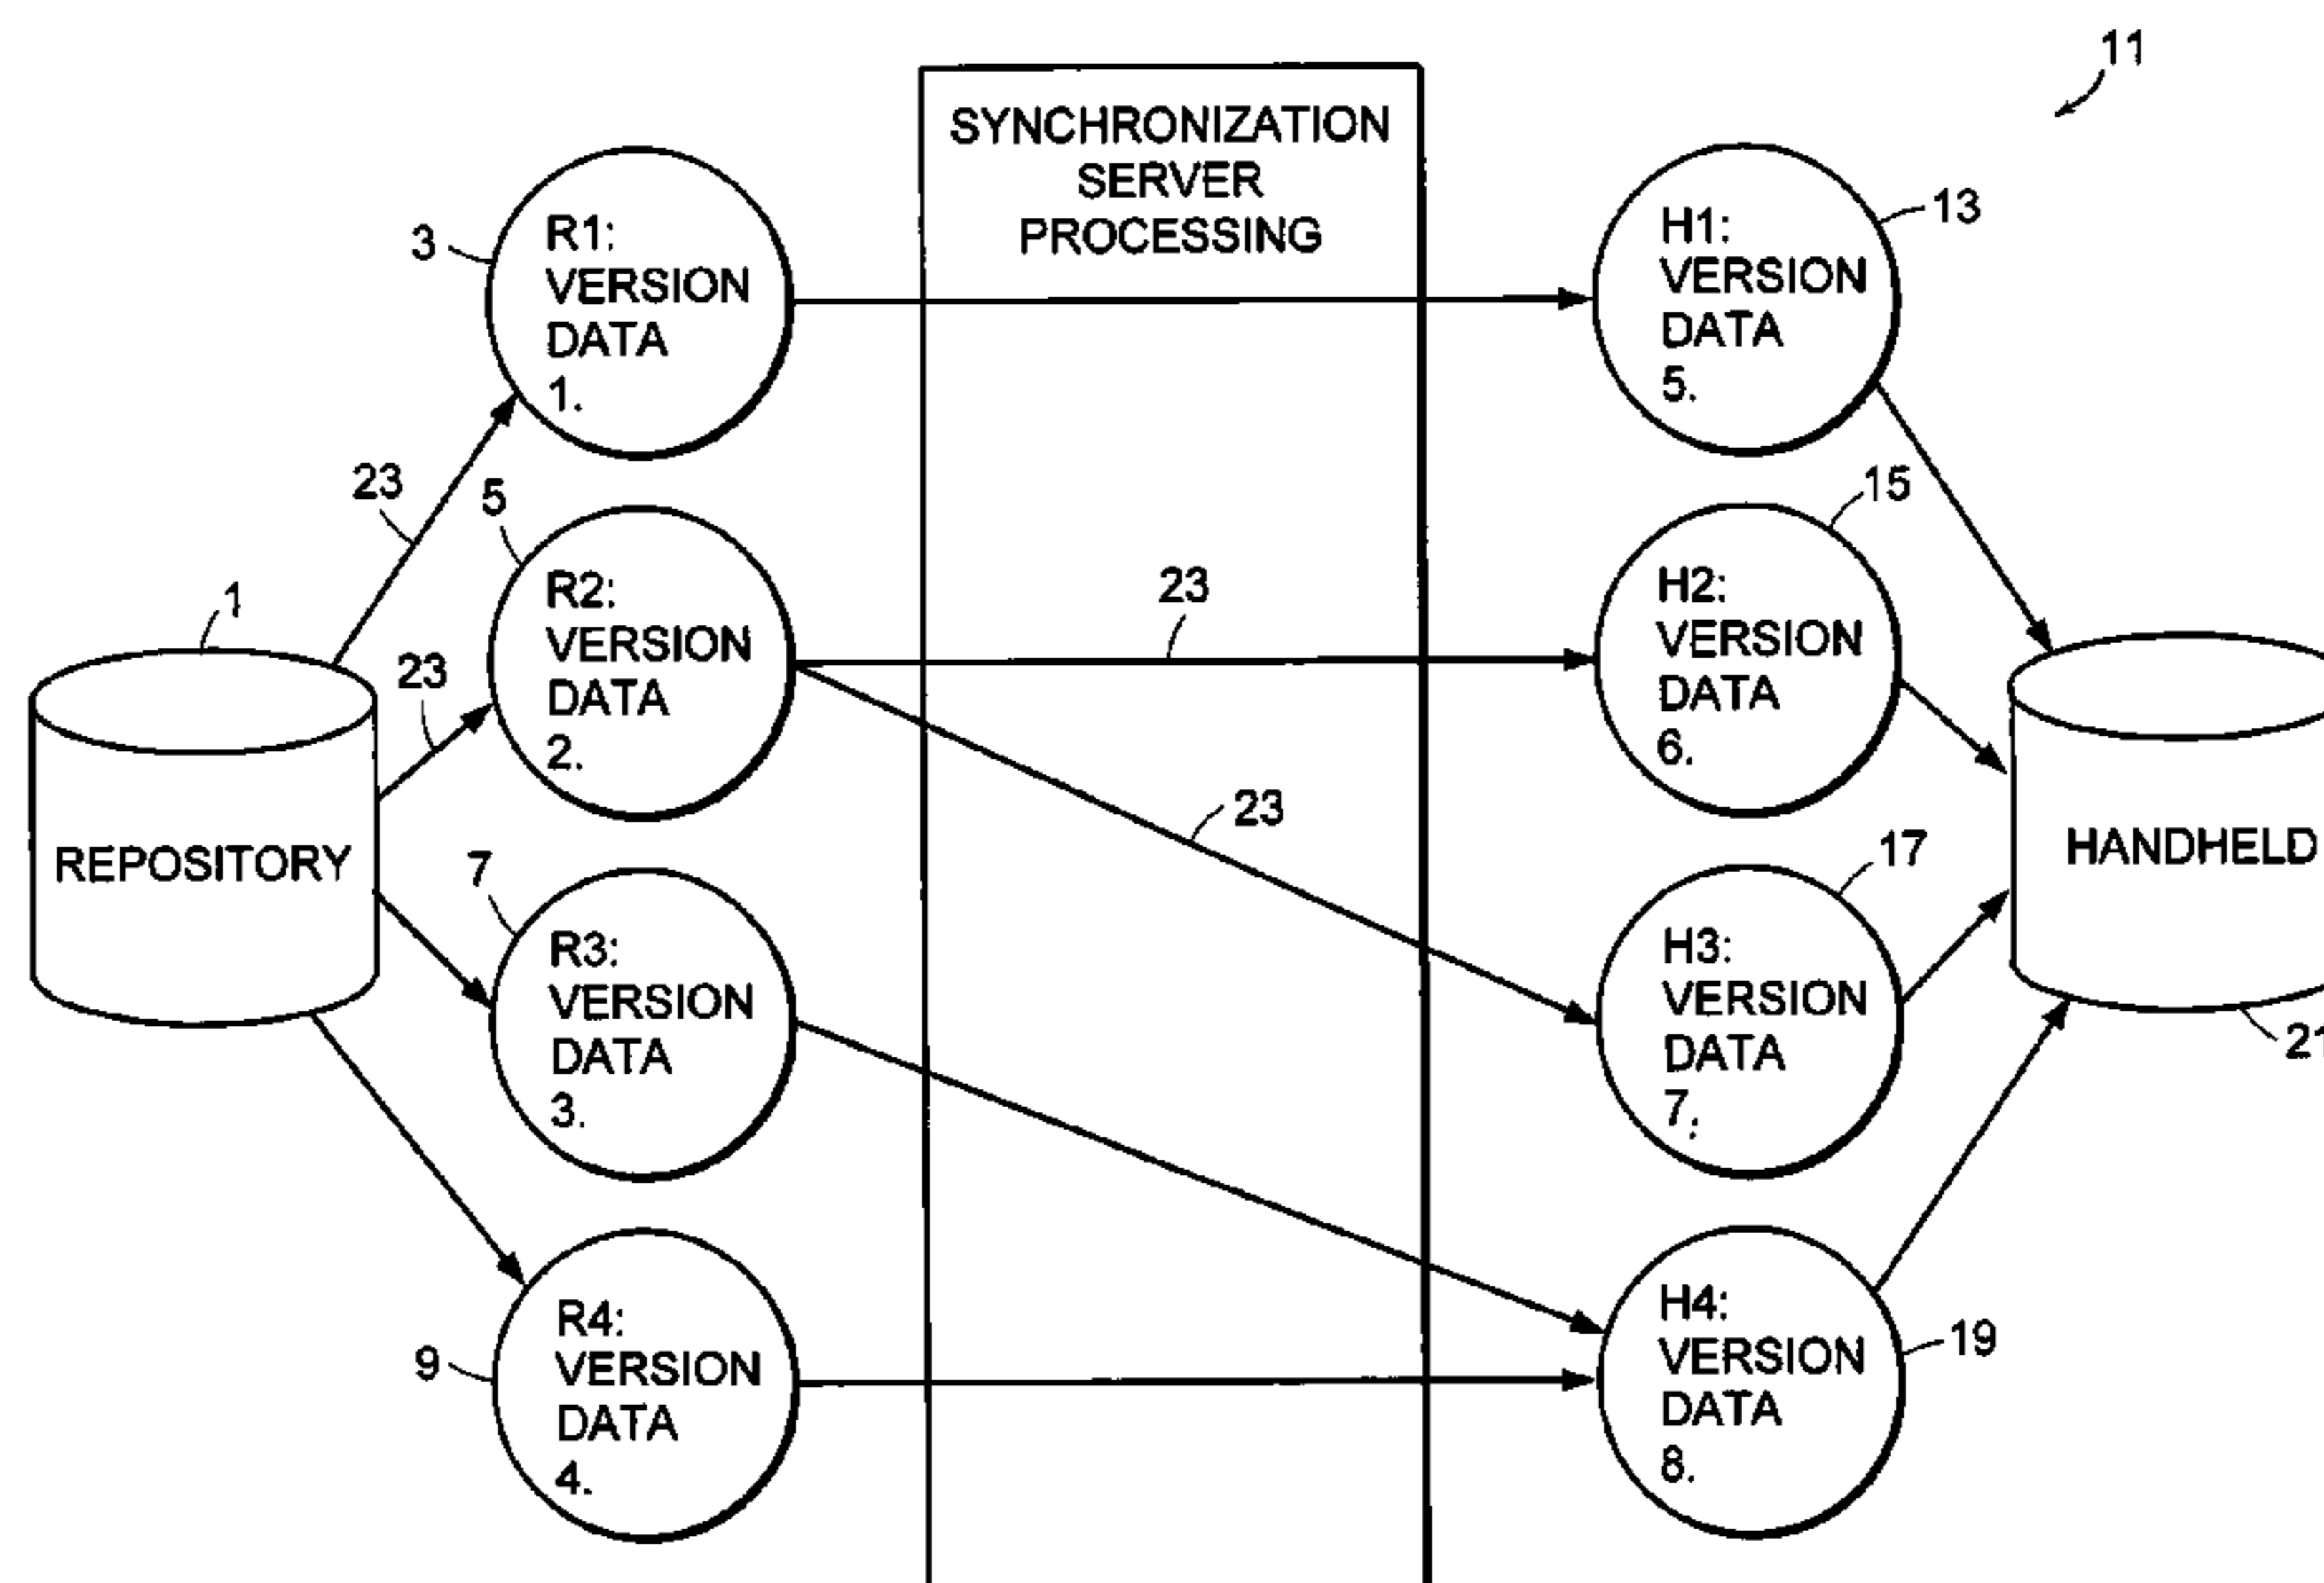 11
SYNCHRONIZATION
SERVER
PROCESSING
3
R1:
VERSION
DATA
1.
H1:
VERSION
DATA
5.
13
23
5
R2:
VERSION
DATA
2.
23
H2:
VERSION
DATA
6.
15
1
23
REPOSITORY
23
HANDHELD
7
R3:
VERSION
DATA
3.
H3:
VERSION
DATA
7.
17
21
9
R4:
VERSION
DATA
4.
H4:
VERSION
DATA
8.
19